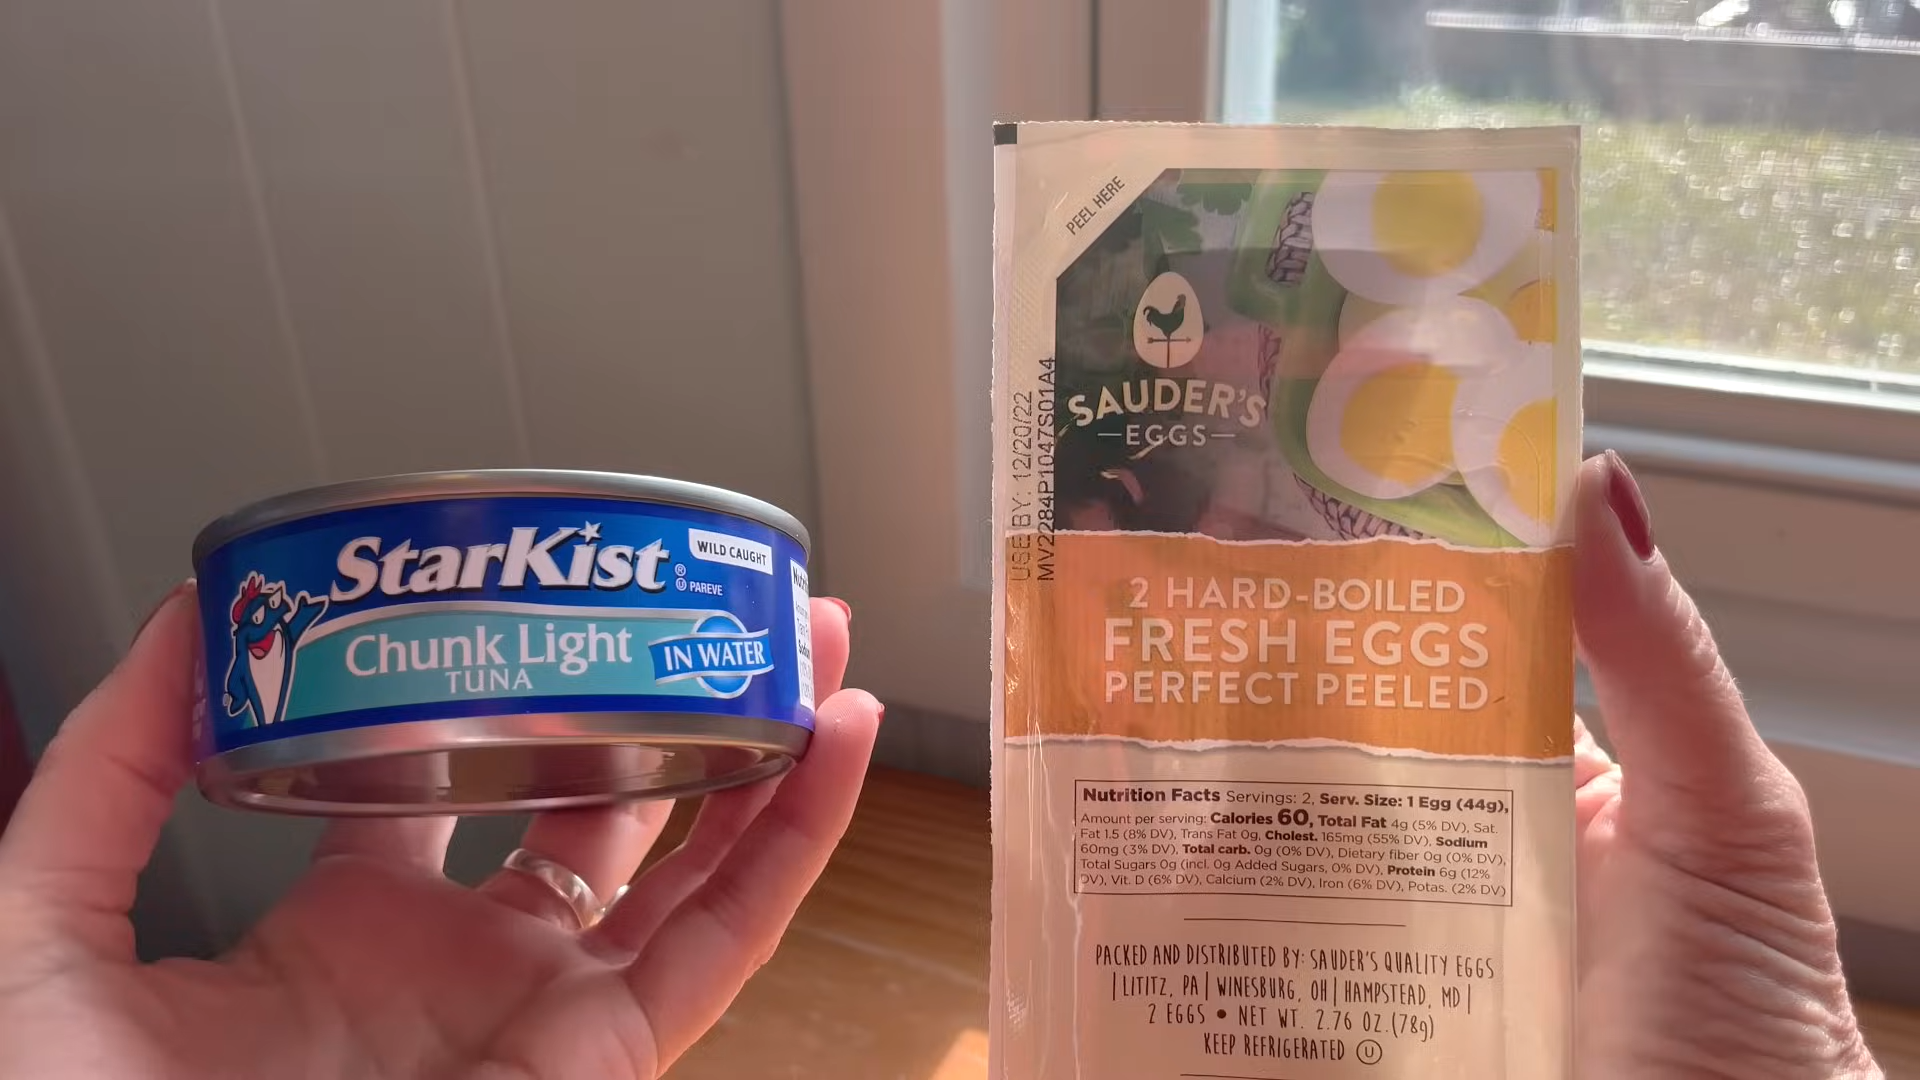 StarKist
®
WILD CAUGHT
U PAREVE
Chunk Light
TUNA
IN WATER
PEEL HERE
SAUDER'S
EGGS
USE BY: 12/20/22
MV2284P1047S01A4
2 HARD-BOILED
FRESH EGGS
PERFECT PEELED
Nutrition Facts Servings: 2, Serv. Size: 1 Egg (44g),
Amount per serving: Calories 60, Total Fat 4g (5% DV), Sat.
Fat 1.5 (8% DV), Trans Fat 0g, Cholest. 165mg (55% DV), Sodium
60mg (3% DV), Total carb. 0g (0% DV), Dietary fiber 0g (0% DV),
Total Sugars 0g (incl. 0g Added Sugars, 0% DV), Protein 6g (12%
DV), Vit. D (6% DV), Calcium (2% DV), Iron (6% DV), Potas. (2% DV)
PACKED AND DISTRIBUTED BY: SAUDER'S QUALITY EGGS
| LITITZ, PA | WINESBURG, OH | HAMPSTEAD, MD |
2 EGGS • NET WT. 2.76 OZ.(78g)
KEEP REFRIGERATED U